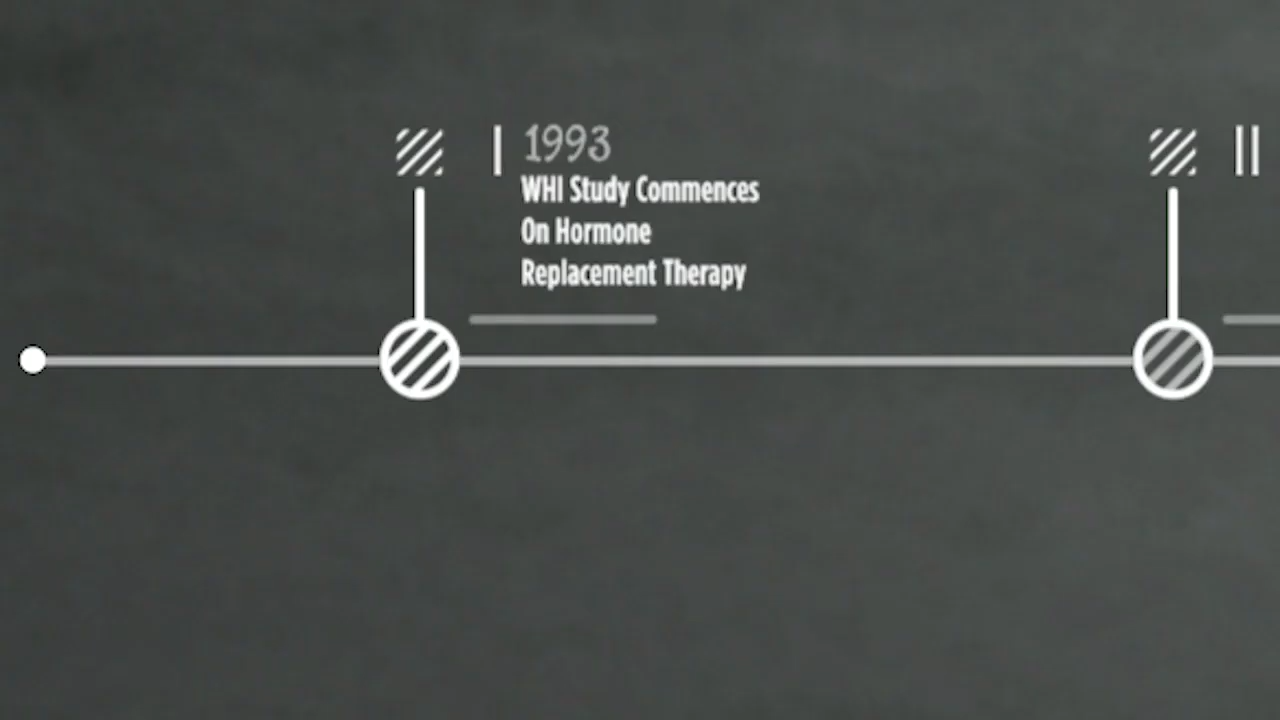 | 1993
WHI Study Commences
On Hormone
Replacement Therapy
||